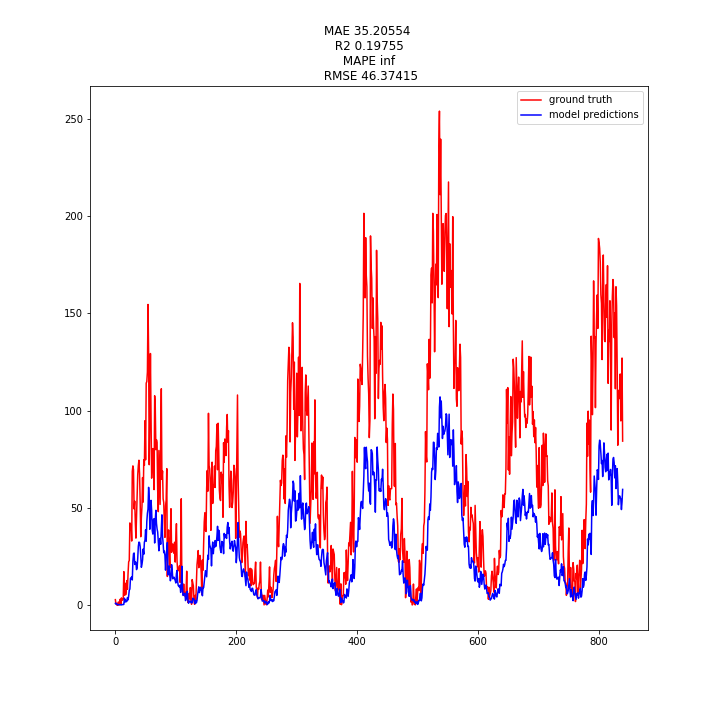 MAE 35.20554
R2 0.19755
MAPE inf
RMSE 46.37415
ground truth
model predictions
250
200
150
100
50
0
0 200 400 600 800